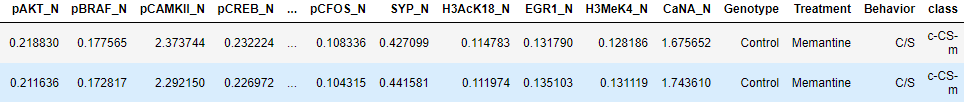 pAKT_N pBRAF_N pCAMKII_N pCREB_N ... pCFOS_N SYP_N H3AcK18_N EGR1_N H3MeK4_N CaNA_N Genotype Treatment Behavior class
0.218830 0.177565 2.373744 0.232224 ... 0.108336 0.427099 0.114783 0.131790 0.128186 1.675652 Control Memantine C/S c-CS-
m
0.211636 0.172817 2.292150 0.226972 ... 0.104315 0.441581 0.111974 0.135103 0.131119 1.743610 Control Memantine C/S c-CS-
m